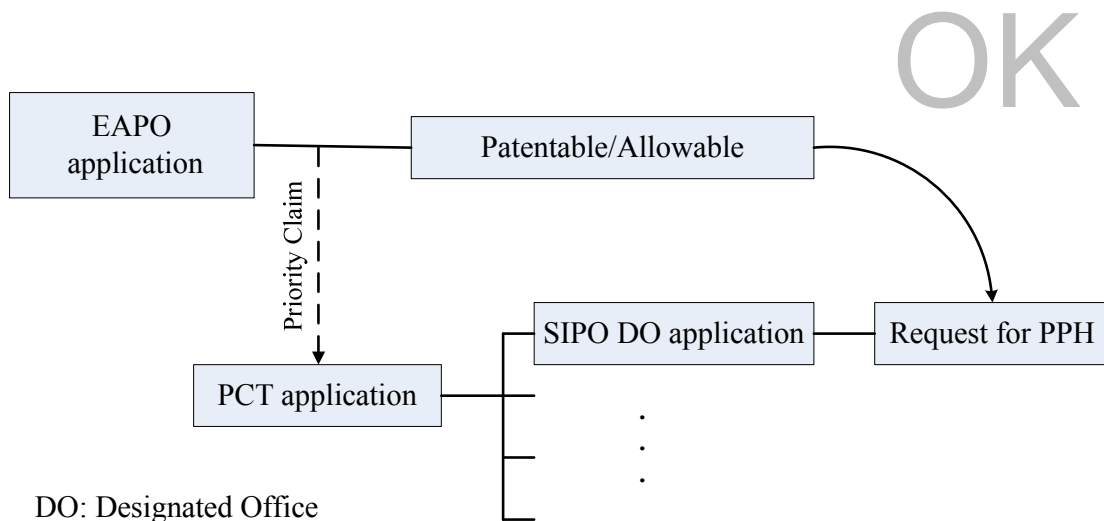 OK
EAPO
application
Patentable/Allowable
Priority Claim
SIPO DO application
Request for PPH
PCT application
DO: Designated Office